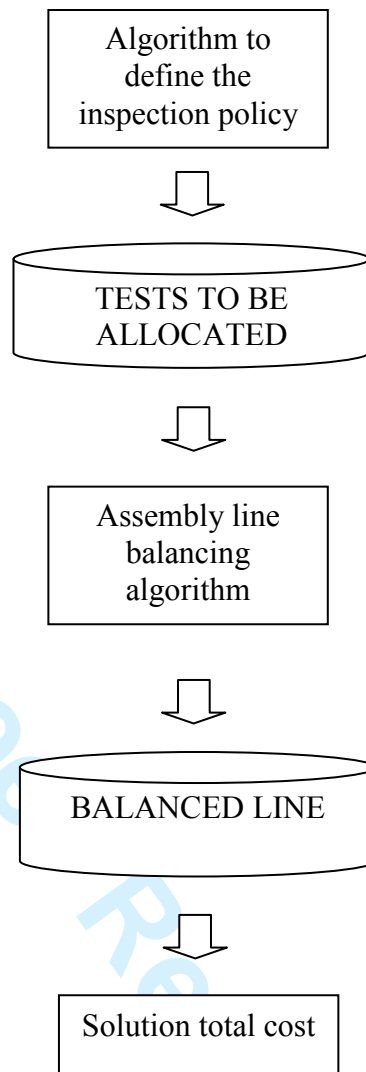 Algorithm to
define the
inspection policy
TESTS TO BE
ALLOCATED
Assembly line
balancing
algorithm
BALANCED LINE
Solution total cost